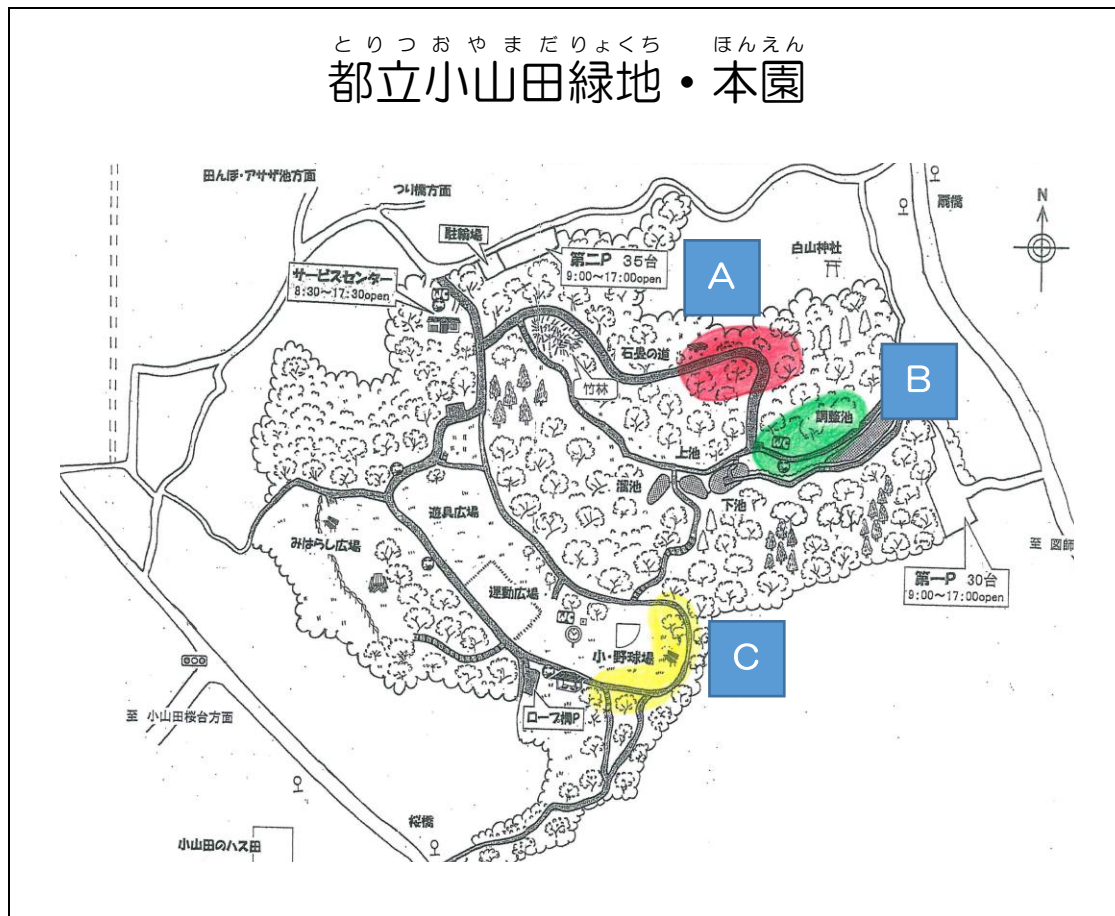 とりつおやまだりょくち ほんえん
都立小山田緑地・本園
田んぼ・アサザ池方面
つり橋方面
駐輪場
第二P 35台
9:00～17:00open
サービスセンター
8:30～17:30open
白山神社
扇橋
N
A
石畳の道
竹林
B
調整池
WC
上池
溜池
下池
遊具広場
みはらし広場
運動広場
WC
小・野球場
C
至 図師
第一P 30台
9:00～17:00open
ロープ橋P
至 小山田桜台方面
桜橋
小山田のハス田